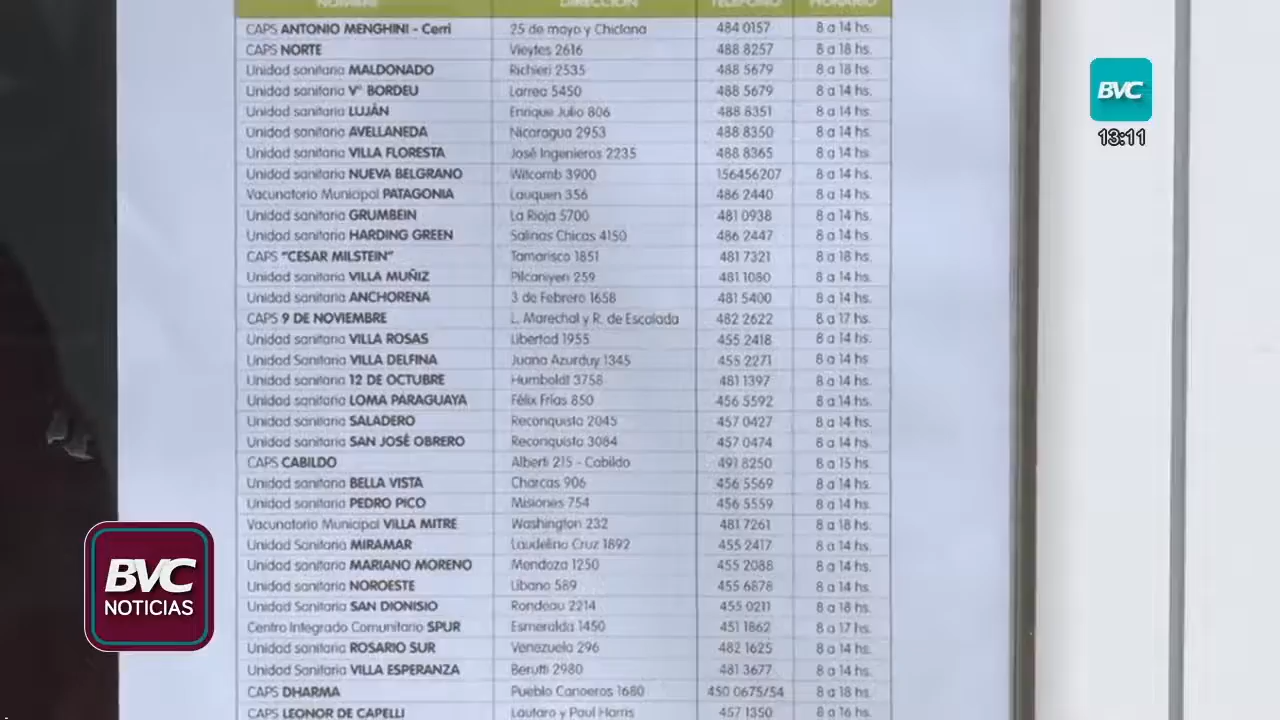 NOMBRE DIRECCIÓN TELÉFONO HORARIO
CAPS ANTONIO MENGHINI - Cerri 25 de mayo y Chiclana 484 0157 8 a 14 hs.
CAPS NORTE Vieytes 2616 488 8257 8 a 18 hs.
Unidad sanitaria MALDONADO Richieri 2535 488 5679 8 a 18 hs.
Unidad sanitaria Vª BORDEU Larrea 5450 488 5679 8 a 14 hs.
Unidad sanitaria LUJÁN Enrique Julio 806 488 8351 8 a 14 hs.
Unidad sanitaria AVELLANEDA Nicaragua 2953 488 8350 8 a 14 hs.
Unidad sanitaria VILLA FLORESTA José Ingenieros 2235 488 8365 8 a 14 hs.
Unidad sanitaria NUEVA BELGRANO Witcomb 3900 156456207 8 a 14 hs.
Vacunatorio Municipal PATAGONIA Lauquen 356 486 2440 8 a 14 hs.
Unidad sanitaria GRUMBEIN La Rioja 5700 481 0938 8 a 14 hs.
Unidad sanitaria HARDING GREEN Salinas Chicas 4150 486 2447 8 a 14 hs.
CAPS “CESAR MILSTEIN” Tamarisco 1851 481 7321 8 a 18 hs.
Unidad sanitaria VILLA MUÑIZ Pilcaniyen 259 481 1080 8 a 14 hs.
Unidad sanitaria ANCHORENA 3 de Febrero 1658 481 5400 8 a 14 hs.
CAPS 9 DE NOVIEMBRE L. Marechal y R. de Escalada 482 2622 8 a 17 hs.
Unidad sanitaria VILLA ROSAS Libertad 1955 455 2418 8 a 14 hs.
Unidad sanitaria VILLA DELFINA Juana Azurduy 1345 455 2271 8 a 14 hs.
Unidad sanitaria 12 DE OCTUBRE Humboldt 3758 481 1397 8 a 14 hs.
Unidad sanitaria LOMA PARAGUAYA Félix Frías 850 456 5592 8 a 14 hs.
Unidad sanitaria SALADERO Reconquista 2045 457 0427 8 a 14 hs.
Unidad sanitaria SAN JOSÉ OBRERO Reconquista 3084 457 0474 8 a 14 hs.
CAPS CABILDO Alberti 215 - Cabildo 491 8250 8 a 15 hs.
Unidad sanitaria BELLA VISTA Charcas 906 456 5569 8 a 14 hs.
Unidad sanitaria PEDRO PICO Misiones 754 456 5559 8 a 14 hs.
Vacunatorio Municipal VILLA MITRE Washington 232 481 7261 8 a 18 hs.
Unidad Sanitaria MIRAMAR Laudelino Cruz 1892 455 2417 8 a 14 hs.
Unidad Sanitaria MARIANO MORENO Mendoza 1250 455 2088 8 a 14 hs.
Unidad sanitaria NOROESTE Líbano 589 455 6878 8 a 14 hs.
Unidad Sanitaria SAN DIONISIO Rondeau 2214 455 0211 8 a 18 hs.
Centro Integrado Comunitario SPUR Esmeralda 1450 451 1862 8 a 17 hs.
Unidad Sanitaria ROSARIO SUR Venezuela 296 482 1625 8 a 14 hs.
Unidad Sanitaria VILLA ESPERANZA Berutti 2980 481 3677 8 a 14 hs.
CAPS DHARMA Pueblo Canoeros 1680 450 0675/54 8 a 18 hs.
CAPS LEONOR DE CAPELLI Lautaro y Paul Harris 457 1350 8 a 16 hs.
BVC
13:11
BVC
NOTICIAS